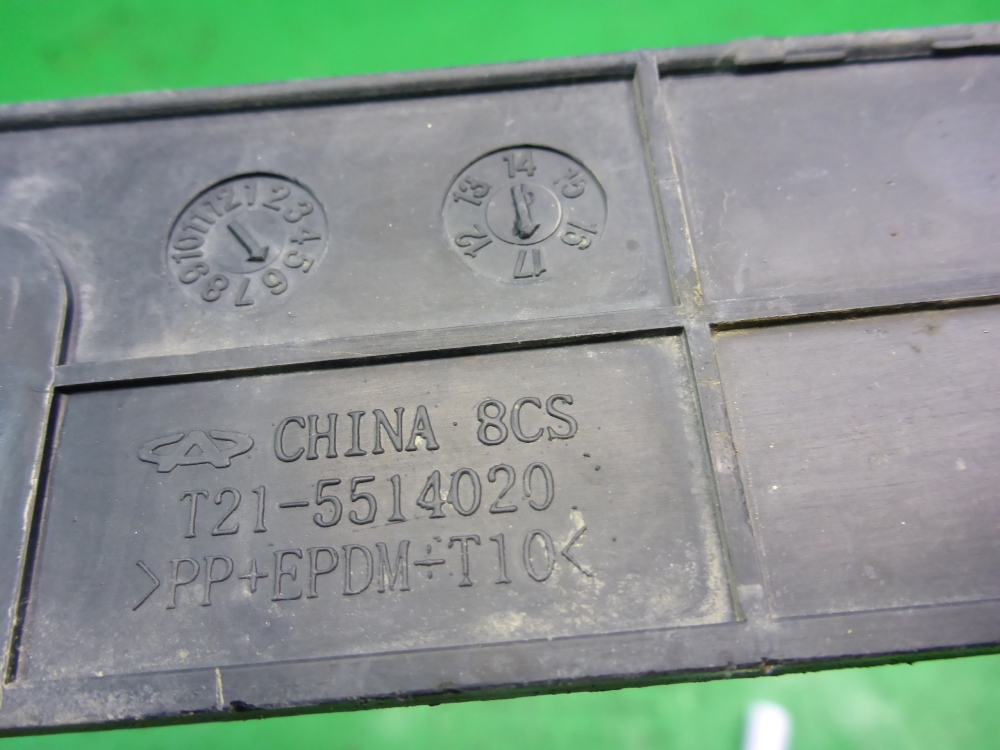 1 2 3 4 5 6 7 8 9 10 11 12
12 13 14 15 16 17
CHINA 8CS
T21-5514020
>PP+EPDM+T10<